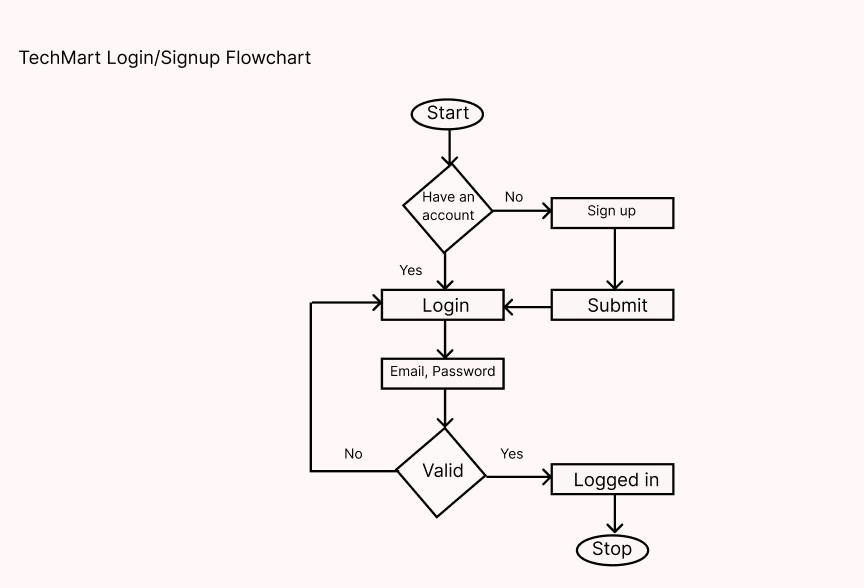 TechMart Login/Signup Flowchart
Start
Have an
account
No
Sign up
Yes
Login
Submit
Email, Password
No
Valid
Yes
Logged in
Stop